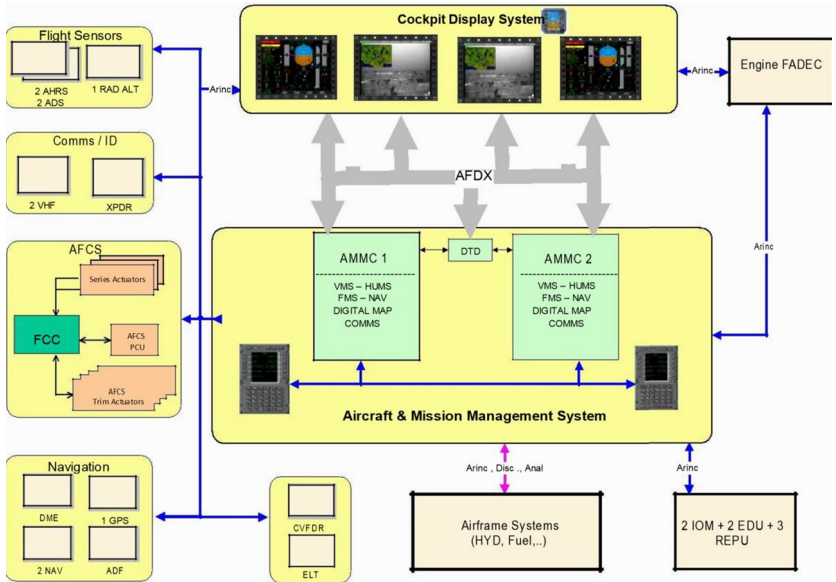 Flight Sensors
2 AHRS
2 ADS
1 RAD ALT
Cockpit Display System
Arinc
Arinc
Engine FADEC
Comms / ID
2 VHF
XPDR
AFDX
Arinc
AFCS
Series Actuators
FCC
AFCS
PCU
AFCS
Trim Actuators
AMMC 1
VMS – HUMS
FMS – NAV
DIGITAL MAP
COMMS
DTD
AMMC 2
VMS – HUMS
FMS – NAV
DIGITAL MAP
COMMS
Aircraft & Mission Management System
Navigation
DME
1 GPS
2 NAV
ADF
CVFDR
ELT
Arinc , Disc ., Anal
Airframe Systems
(HYD, Fuel,..)
Arinc
2 IOM + 2 EDU + 3
REPU